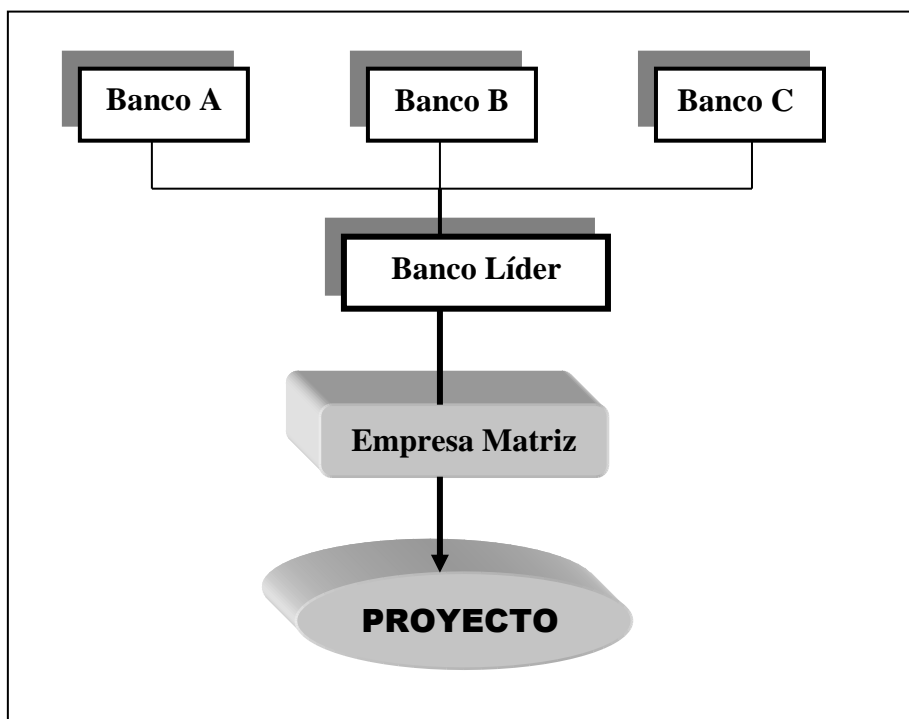 Banco A
Banco B
Banco C
Banco Líder
Empresa Matriz
PROYECTO